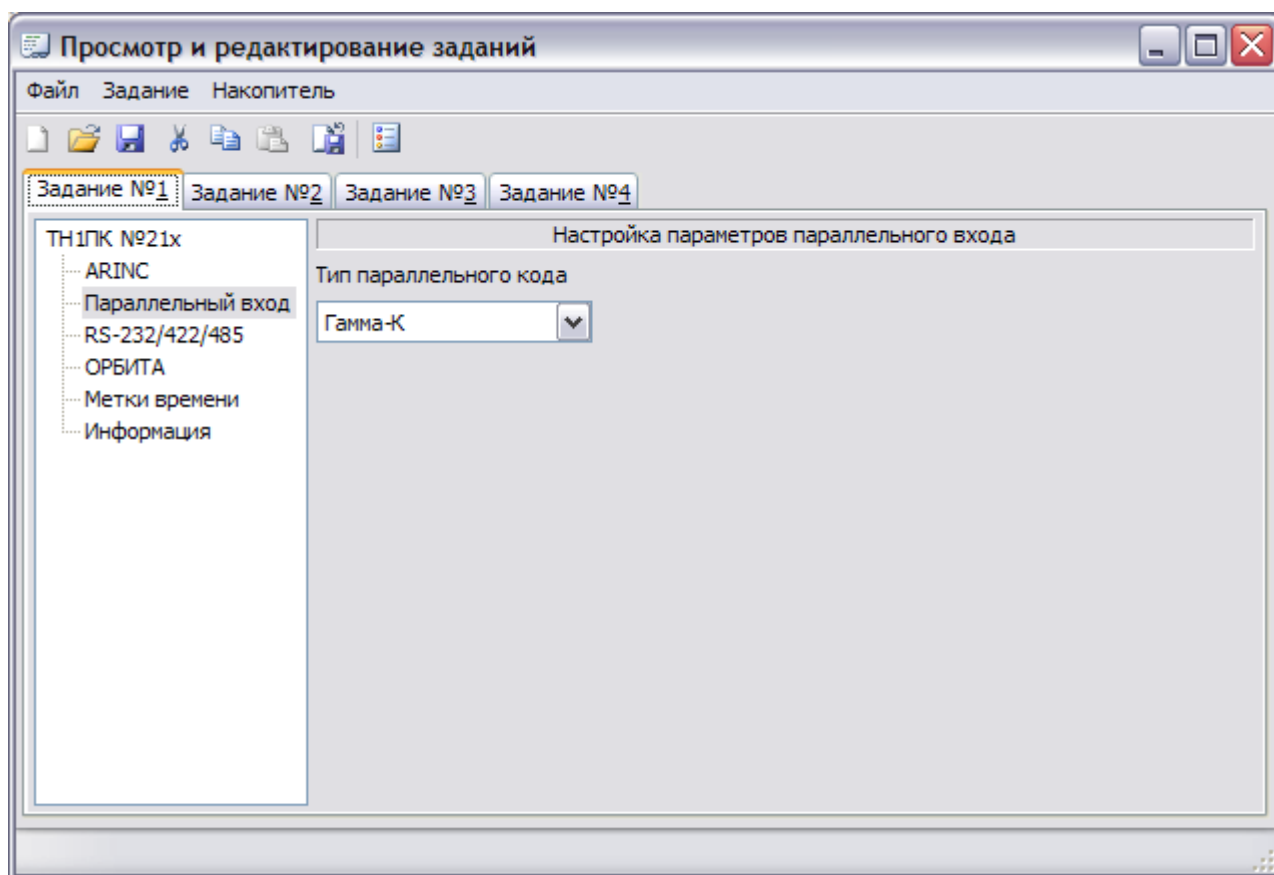 Просмотр и редактирование заданий
Файл Задание Накопитель
Задание №1 Задание №2 Задание №3 Задание №4
ТН1ПК №21х
ARINC
Параллельный вход
RS-232/422/485
ОРБИТА
Метки времени
Информация
Настройка параметров параллельного входа
Тип параллельного кода
Гамма-К